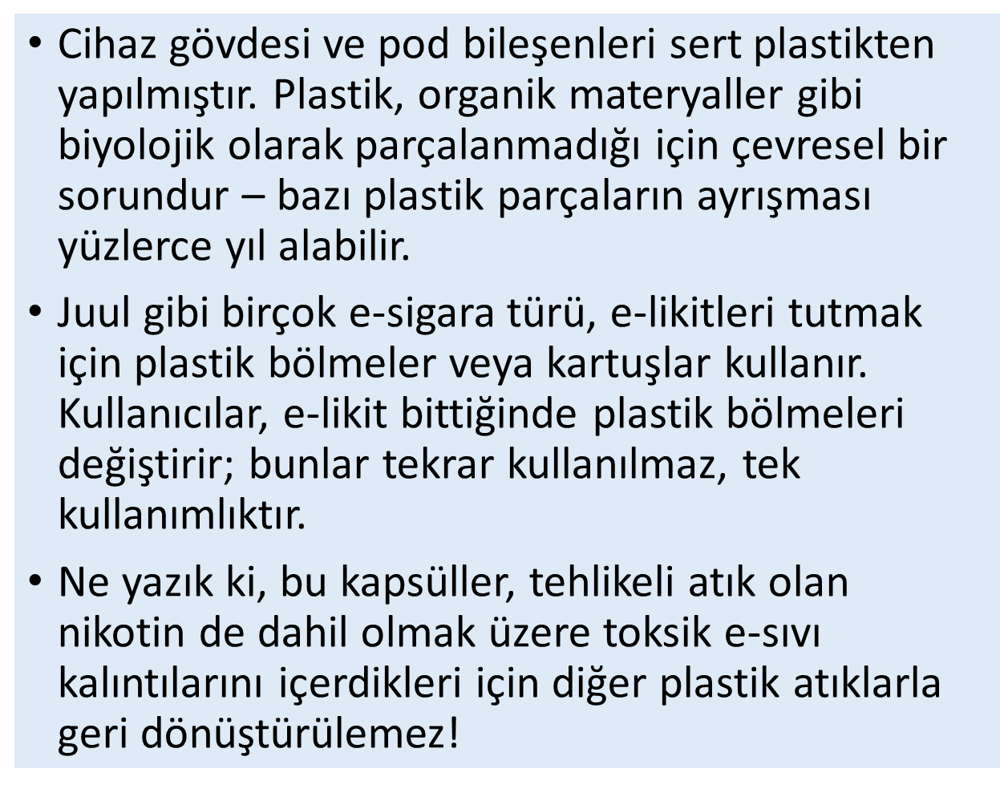 • Cihaz gövdesi ve pod bileşenleri sert plastikten
yapılmıştır. Plastik, organik materyaller gibi
biyolojik olarak parçalanmadığı için çevresel bir
sorundur – bazı plastik parçaların ayrışması
yüzlerce yıl alabilir.
• Juul gibi birçok e-sigara türü, e-likitleri tutmak
için plastik bölmeler veya kartuşlar kullanır.
Kullanıcılar, e-likit bittiğinde plastik bölmeleri
değiştirir; bunlar tekrar kullanılmaz, tek
kullanımlıktır.
• Ne yazık ki, bu kapsüller, tehlikeli atık olan
nikotin de dahil olmak üzere toksik e-sıvı
kalıntılarını içerdikleri için diğer plastik atıklarla
geri dönüştürülemez!